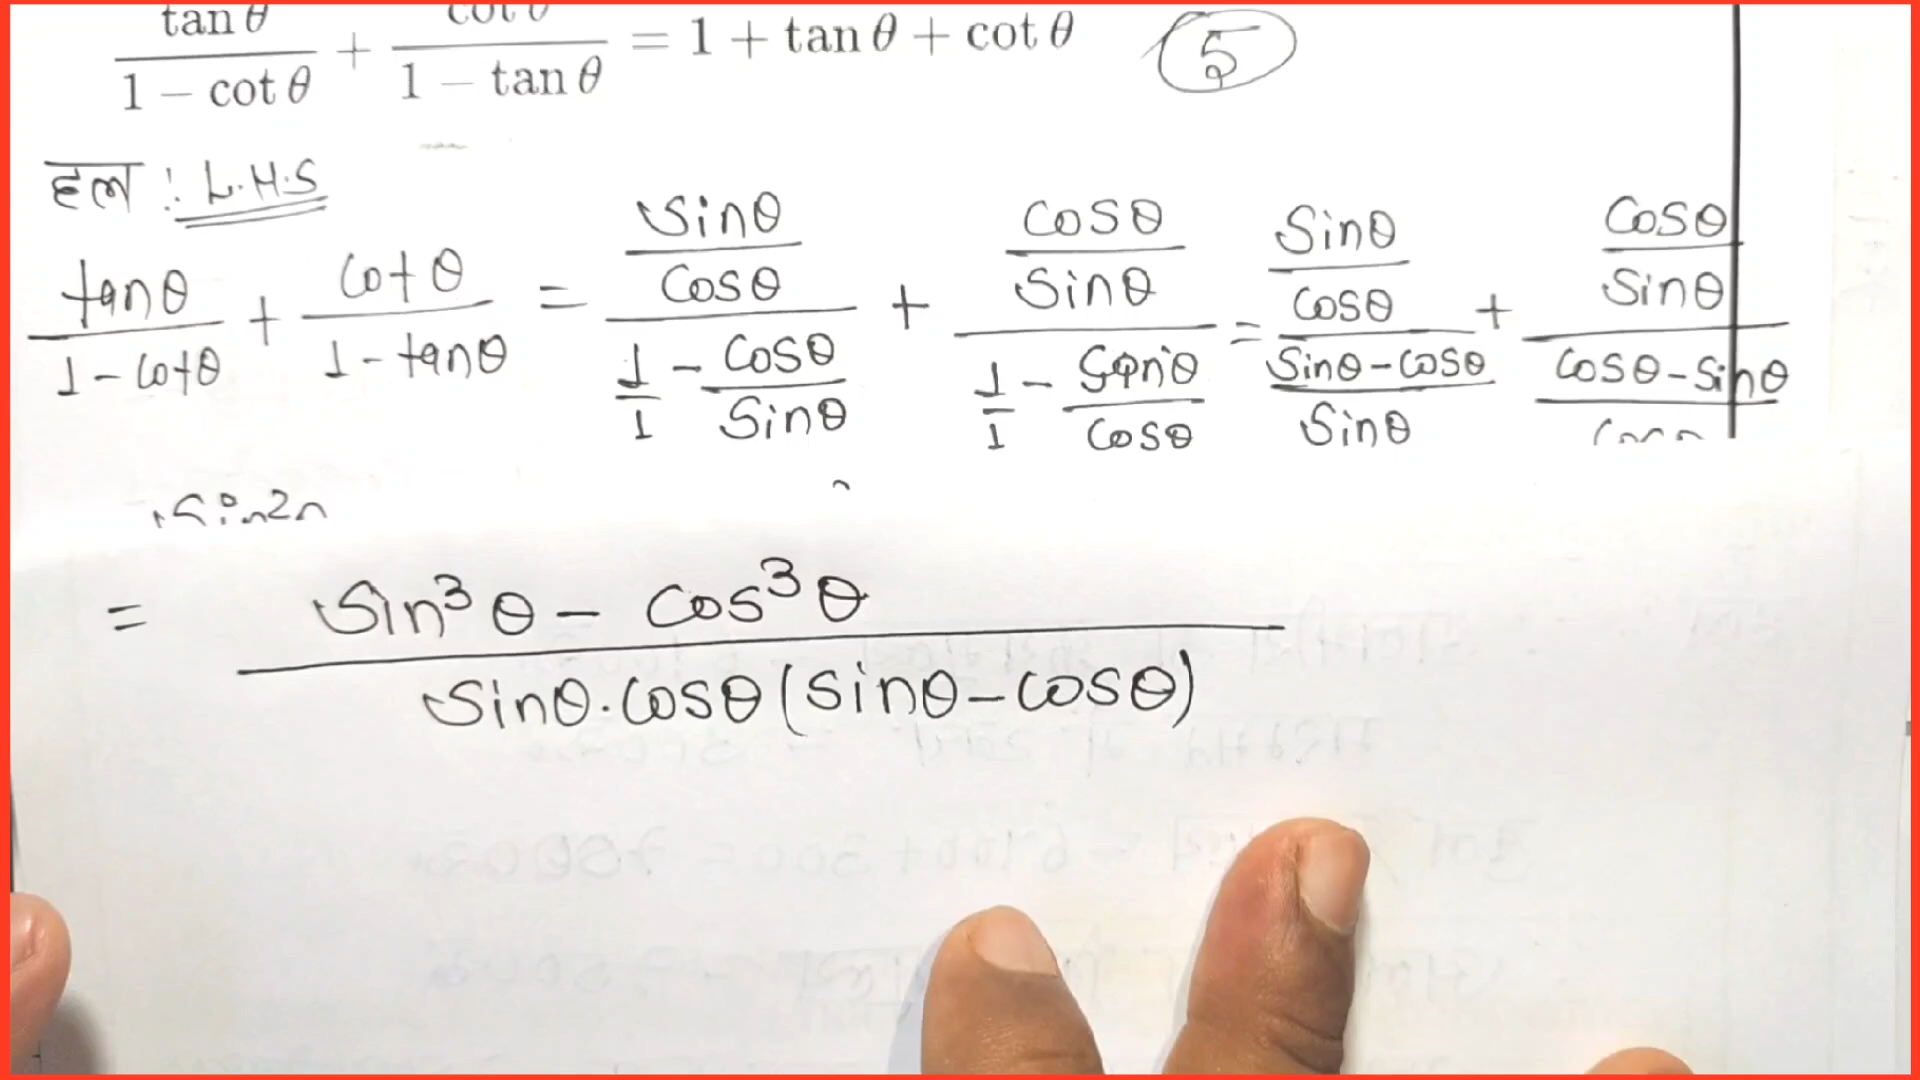 tan θ / 1 − cot θ + cot θ / 1 − tan θ = 1 + tan θ + cot θ ⑤
हल : L.H.S
tanθ / 1 - cotθ + cotθ / 1 - tanθ = (sinθ / cosθ) / (1/1 - cosθ / sinθ) + (cosθ / sinθ) / (1/1 - sinθ / cosθ) = (sinθ / cosθ) / (sinθ - cosθ / sinθ) + (cosθ / sinθ) / (cosθ - sinθ /
= sin³θ - cos³θ / sinθ.cosθ (sinθ - cosθ)